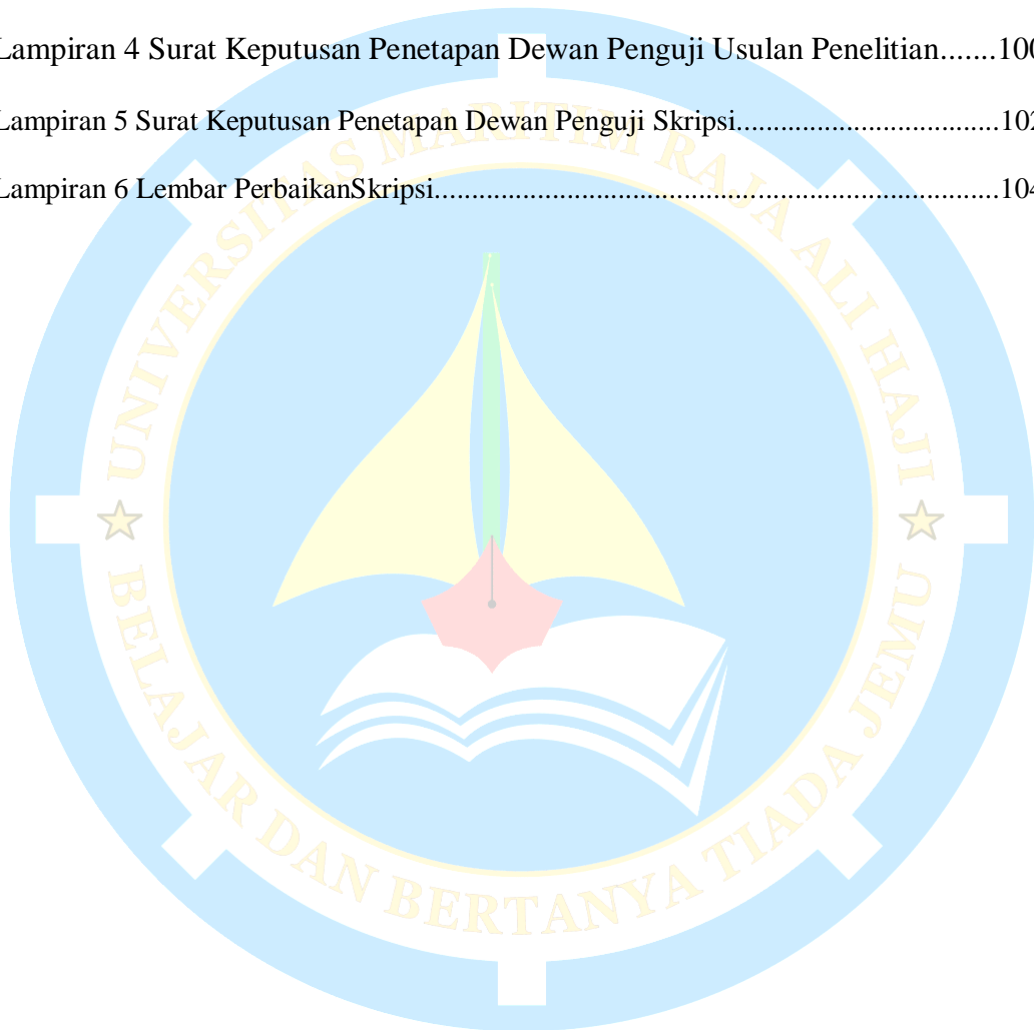 Lampiran 4 Surat Keputusan Penetapan Dewan Penguji Usulan Penelitian.......100
Lampiran 5 Surat Keputusan Penetapan Dewan Penguji Skripsi..................................102
Lampiran 6 Lembar PerbaikanSkripsi..........................................................................104
UNIVERSITAS MARITIM RAJA ALI HAJI
BELAJAR DAN BERTANYA TIADA JEMU